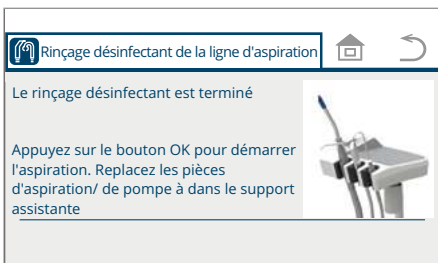 Rinçage désinfectant de la ligne d'aspiration
Le rinçage désinfectant est terminé
Appuyez sur le bouton OK pour démarrer
l'aspiration. Replacez les pièces
d'aspiration/ de pompe à dans le support
assistante